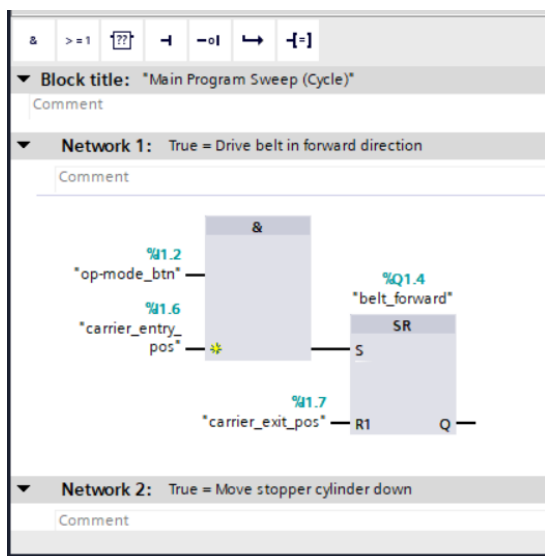 & >=1 ??
Block title: "Main Program Sweep (Cycle)"
Comment
Network 1: True = Drive belt in forward direction
Comment
&
%I1.2
"op-mode_btn"
%I1.6
"carrier_entry_
pos"
%Q1.4
"belt_forward"
SR
S
%I1.7
"carrier_exit_pos"
R1 Q
Network 2: True = Move stopper cylinder down
Comment